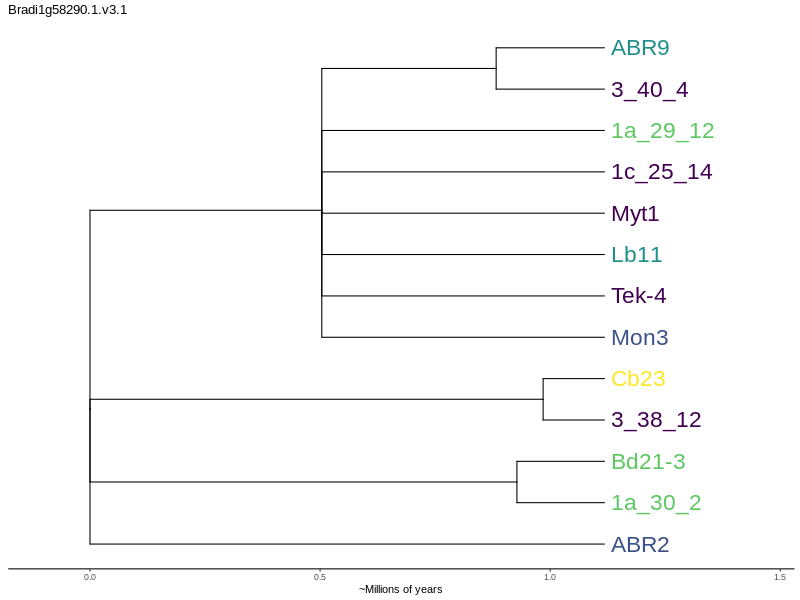 Bradi1g58290.1.v3.1
ABR9
3_40_4
1a_29_12
1c_25_14
Myt1
Lb11
Tek-4
Mon3
Cb23
3_38_12
Bd21-3
1a_30_2
ABR2
0.0 0.5 1.0 1.5
~Millions of years